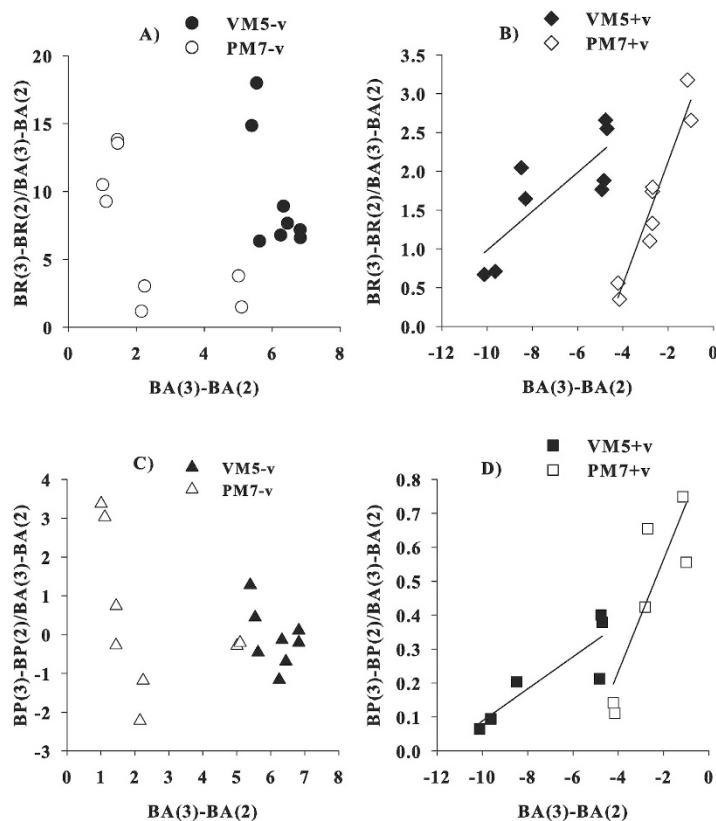 A)
VM5-v
PM7-v
BR(3)-BR(2)/BA(3)-BA(2)
20
15
10
5
0
0 2 4 6 8
BA(3)-BA(2)
B)
VM5+v
PM7+v
BR(3)-BR(2)/BA(3)-BA(2)
3.5
3.0
2.5
2.0
1.5
1.0
0.5
0.0
-12 -10 -8 -6 -4 -2 0
BA(3)-BA(2)
C)
VM5-v
PM7-v
BP(3)-BP(2)/BA(3)-BA(2)
4
3
2
1
0
-1
-2
-3
0 1 2 3 4 5 6 7 8
BA(3)-BA(2)
D)
VM5+v
PM7+v
BP(3)-BP(2)/BA(3)-BA(2)
0.8
0.7
0.6
0.5
0.4
0.3
0.2
0.1
0.0
-12 -10 -8 -6 -4 -2 0
BA(3)-BA(2)